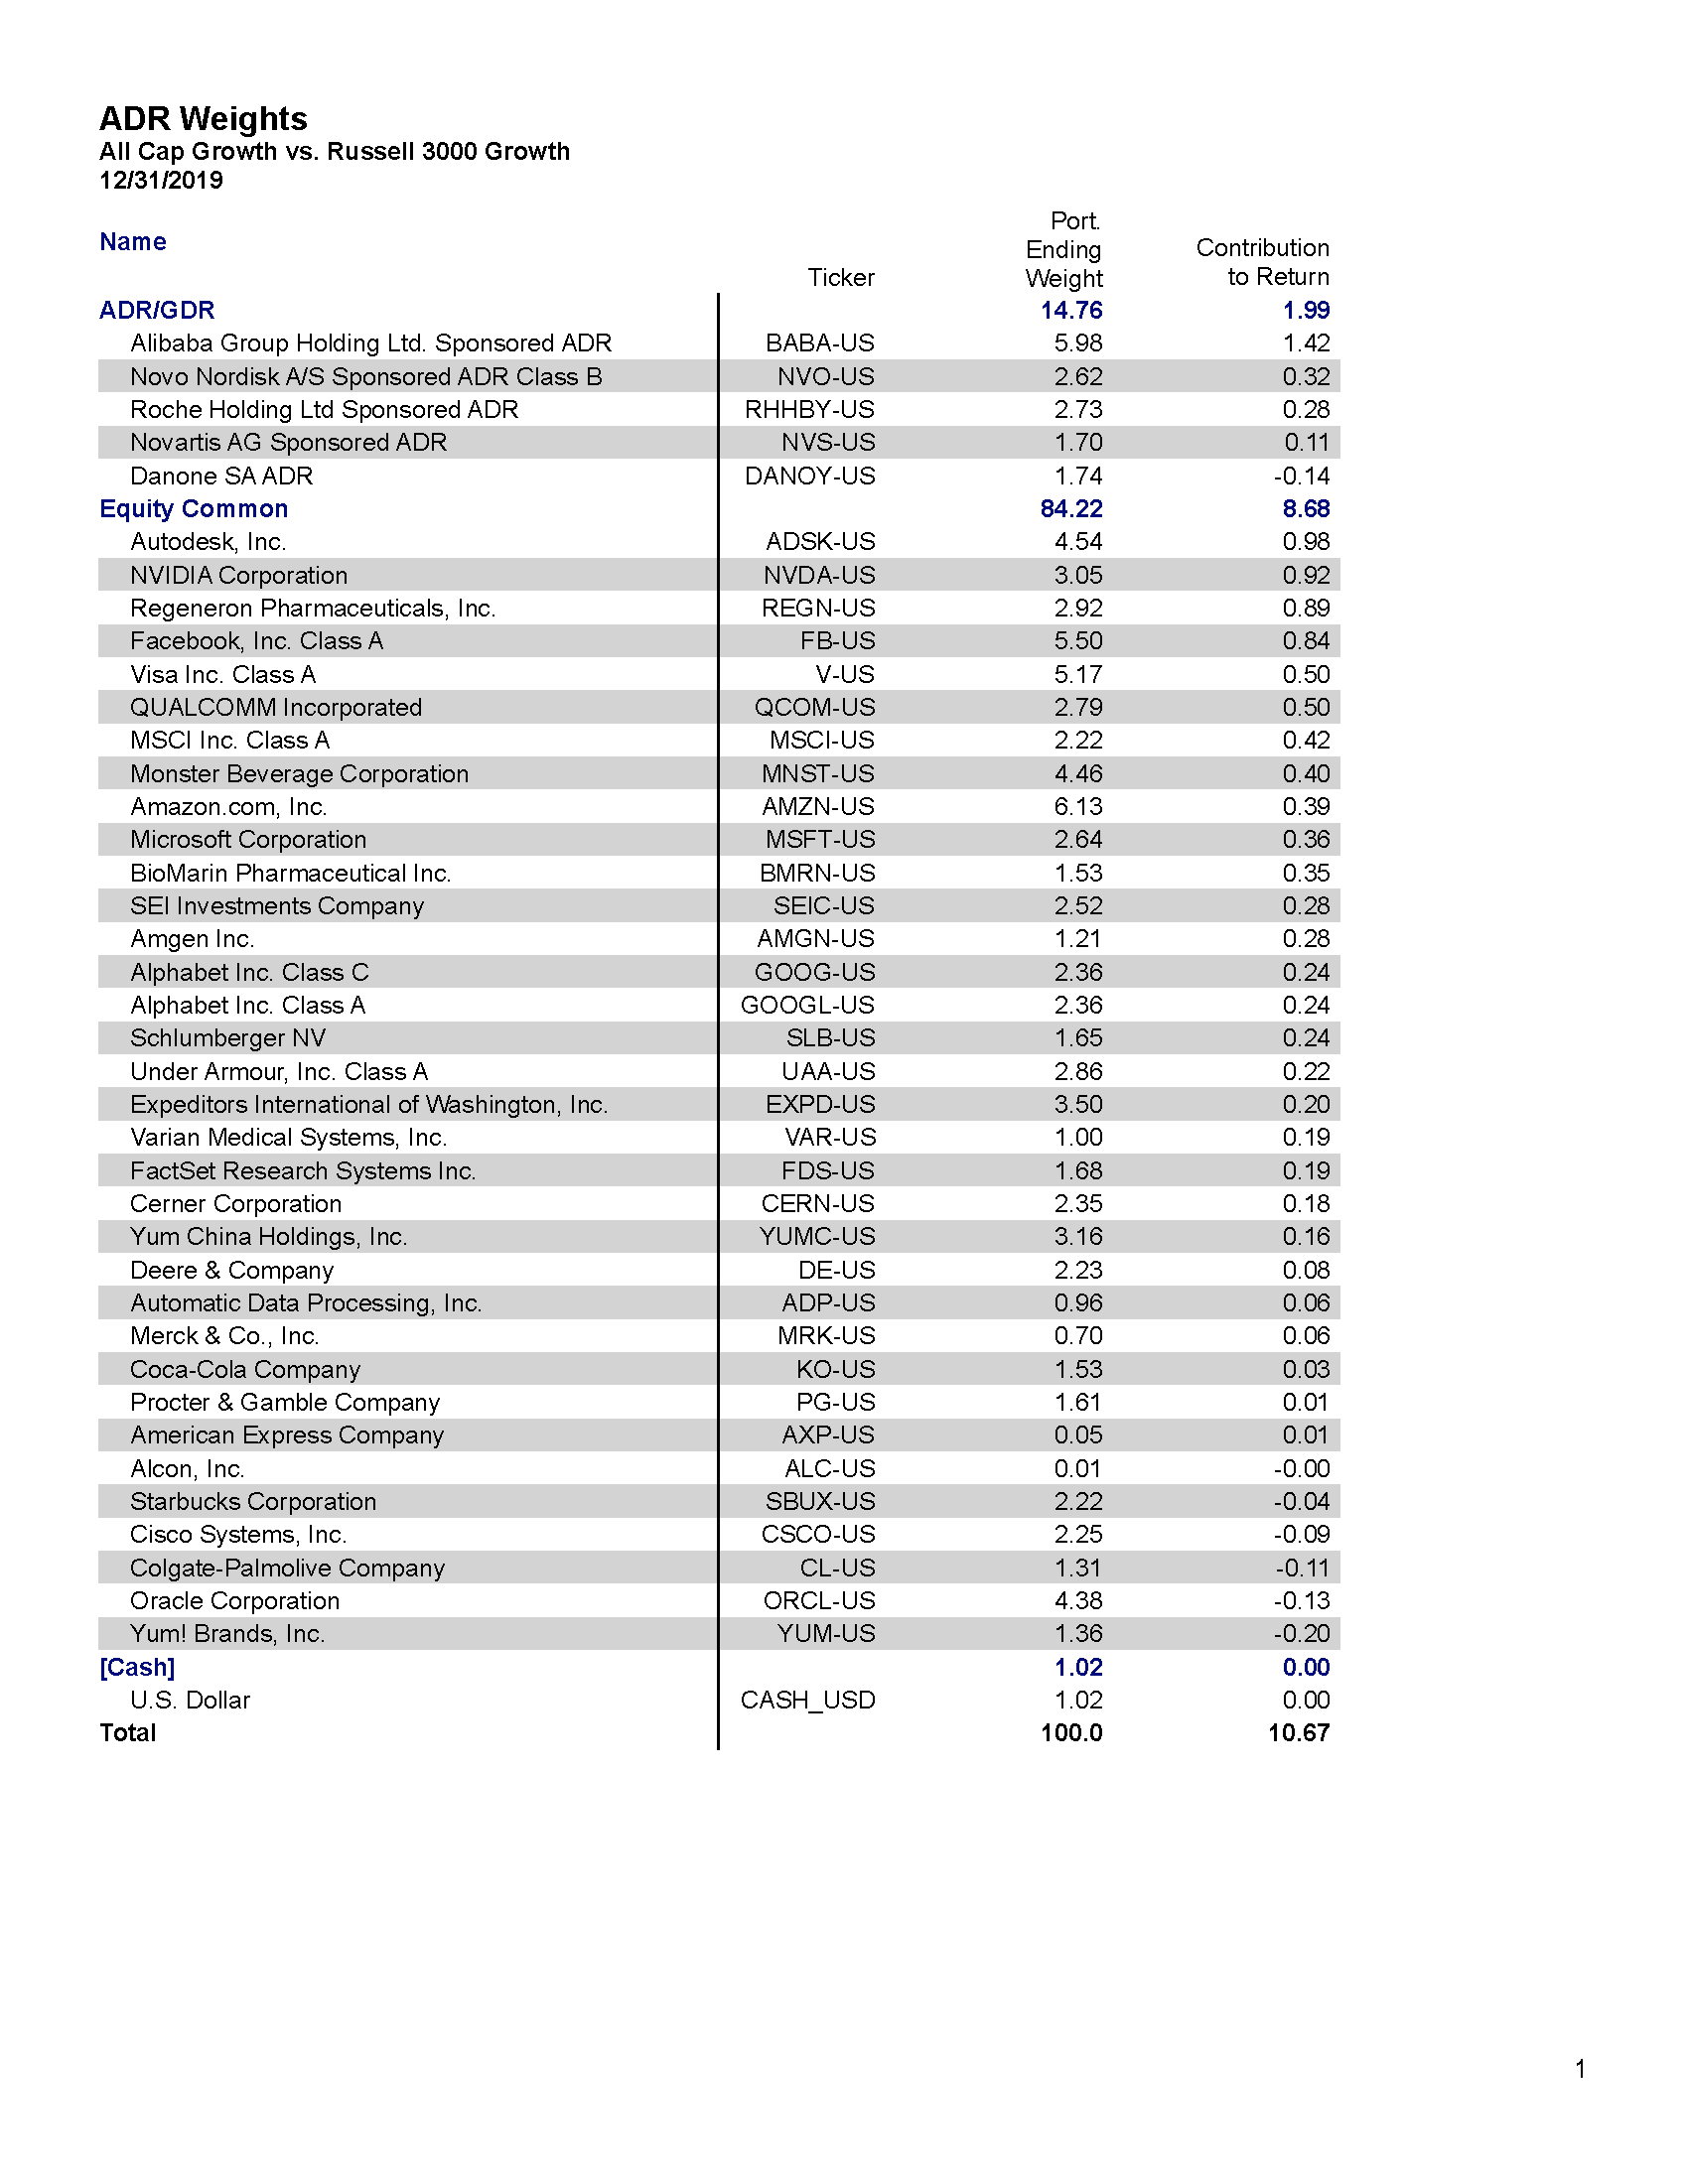 ADR Weights
All Cap Growth vs. Russell 3000 Growth
12/31/2019
Name Ticker Port. Ending Weight Contribution to Return
ADR/GDR 14.76 1.99
Alibaba Group Holding Ltd. Sponsored ADR BABA-US 5.98 1.42
Novo Nordisk A/S Sponsored ADR Class B NVO-US 2.62 0.32
Roche Holding Ltd Sponsored ADR RHHBY-US 2.73 0.28
Novartis AG Sponsored ADR NVS-US 1.70 0.11
Danone SA ADR DANOY-US 1.74 -0.14
Equity Common 84.22 8.68
Autodesk, Inc. ADSK-US 4.54 0.98
NVIDIA Corporation NVDA-US 3.05 0.92
Regeneron Pharmaceuticals, Inc. REGN-US 2.92 0.89
Facebook, Inc. Class A FB-US 5.50 0.84
Visa Inc. Class A V-US 5.17 0.50
QUALCOMM Incorporated QCOM-US 2.79 0.50
MSCI Inc. Class A MSCI-US 2.22 0.42
Monster Beverage Corporation MNST-US 4.46 0.40
Amazon.com, Inc. AMZN-US 6.13 0.39
Microsoft Corporation MSFT-US 2.64 0.36
BioMarin Pharmaceutical Inc. BMRN-US 1.53 0.35
SEI Investments Company SEIC-US 2.52 0.28
Amgen Inc. AMGN-US 1.21 0.28
Alphabet Inc. Class C GOOG-US 2.36 0.24
Alphabet Inc. Class A GOOGL-US 2.36 0.24
Schlumberger NV SLB-US 1.65 0.24
Under Armour, Inc. Class A UAA-US 2.86 0.22
Expeditors International of Washington, Inc. EXPD-US 3.50 0.20
Varian Medical Systems, Inc. VAR-US 1.00 0.19
FactSet Research Systems Inc. FDS-US 1.68 0.19
Cerner Corporation CERN-US 2.35 0.18
Yum China Holdings, Inc. YUMC-US 3.16 0.16
Deere & Company DE-US 2.23 0.08
Automatic Data Processing, Inc. ADP-US 0.96 0.06
Merck & Co., Inc. MRK-US 0.70 0.06
Coca-Cola Company KO-US 1.53 0.03
Procter & Gamble Company PG-US 1.61 0.01
American Express Company AXP-US 0.05 0.01
Alcon, Inc. ALC-US 0.01 -0.00
Starbucks Corporation SBUX-US 2.22 -0.04
Cisco Systems, Inc. CSCO-US 2.25 -0.09
Colgate-Palmolive Company CL-US 1.31 -0.11
Oracle Corporation ORCL-US 4.38 -0.13
Yum! Brands, Inc. YUM-US 1.36 -0.20
[Cash] 1.02 0.00
U.S. Dollar CASH_USD 1.02 0.00
Total 100.0 10.67
1